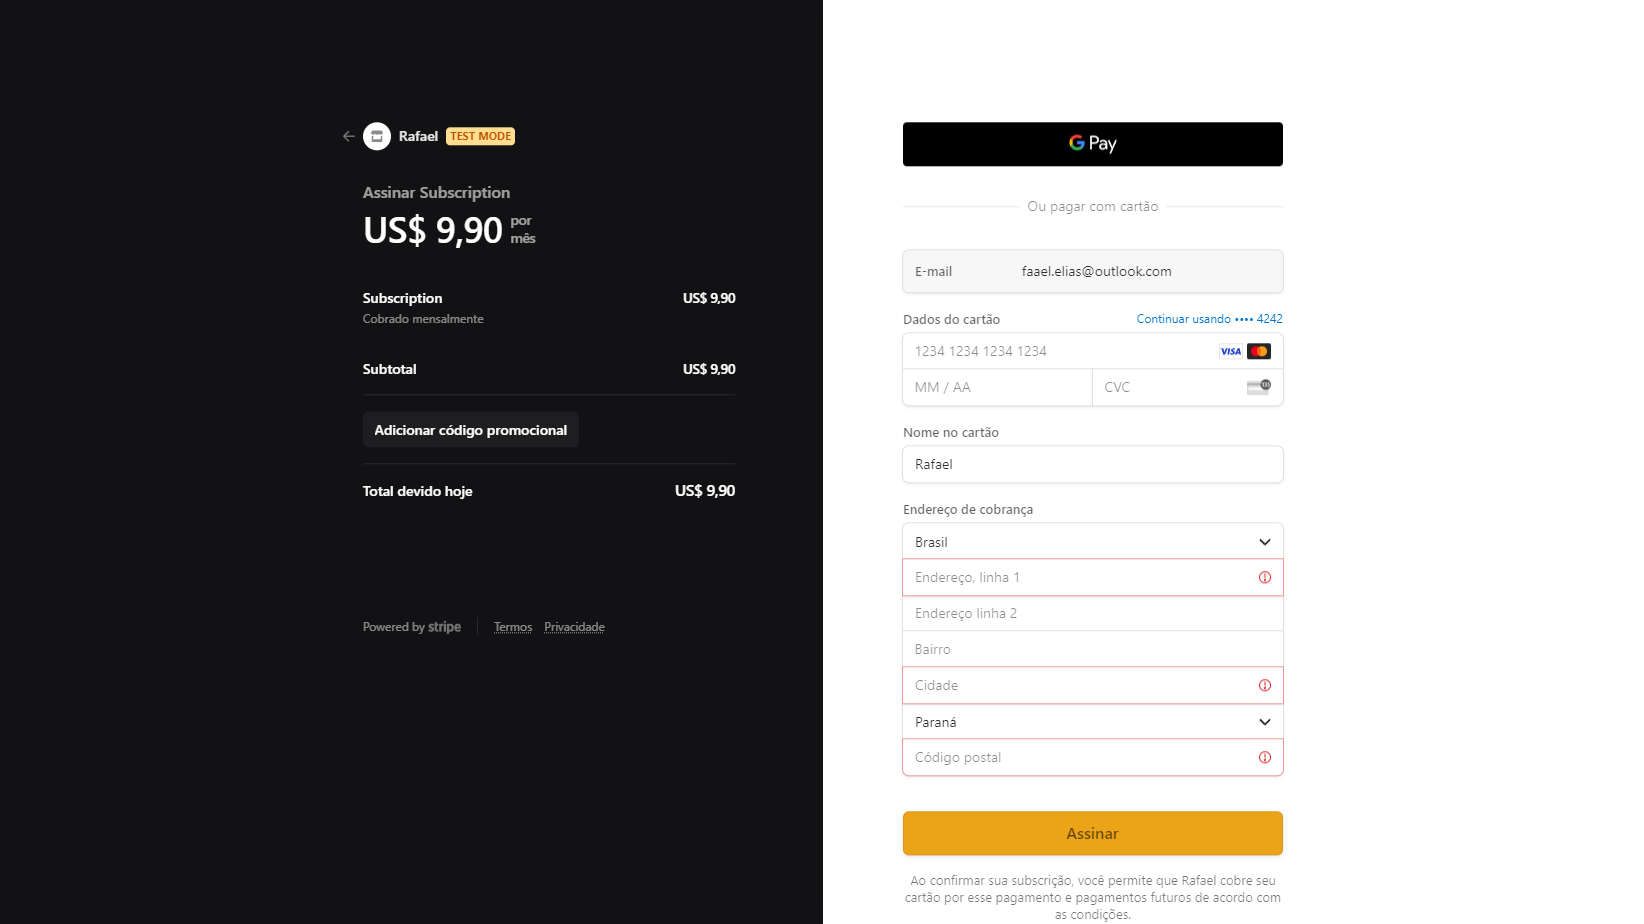 Rafael TEST MODE
Assinar Subscription
US$ 9,90 por
mês
Subscription US$ 9,90
Cobrado mensalmente
Subtotal US$ 9,90
Adicionar código promocional
Total devido hoje US$ 9,90
Powered by stripe Termos Privacidade
G Pay
Ou pagar com cartão
E-mail faael.elias@outlook.com
Dados do cartão Continuar usando •••• 4242
1234 1234 1234 1234 VISA
MM / AA CVC 135
Nome no cartão
Rafael
Endereço de cobrança
Brasil
Endereço, linha 1
Endereço linha 2
Bairro
Cidade
Paraná
Código postal
Assinar
Ao confirmar sua subscrição, você permite que Rafael cobre seu
cartão por esse pagamento e pagamentos futuros de acordo com
as condições.